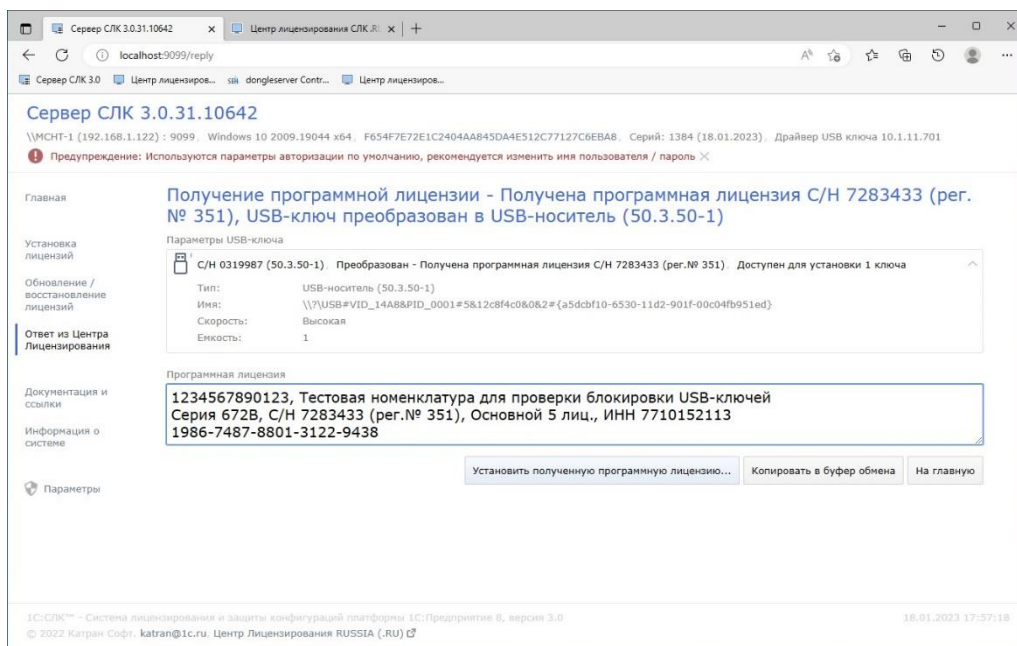 Сервер СЛК 3.0.31.10642
Центр лицензирования СЛК .R
localhost:9099/reply
Сервер СЛК 3.0
Центр лицензиров...
dongleserver Contr...
Центр лицензиров...
Сервер СЛК 3.0.31.10642
\\MCHT-1 (192.168.1.122) : 9099, Windows 10 2009.19044 x64, F654F7E72E1C2404AA845DA4E512C77127C6EBA8, Серий: 1384 (18.01.2023), Драйвер USB ключа 10.1.11.701
Предупреждение: Используются параметры авторизации по умолчанию, рекомендуется изменить имя пользователя / пароль
Главная
Установка
лицензий
Обновление /
восстановление
лицензий
Ответ из Центра
Лицензирования
Документация и
ссылки
Информация о
системе
Параметры
Получение программной лицензии - Получена программная лицензия С/Н 7283433 (рег.
№ 351), USB-ключ преобразован в USB-носитель (50.3.50-1)
Параметры USB-ключа
С/Н 0319987 (50.3.50-1), Преобразован - Получена программная лицензия С/Н 7283433 (рег.№ 351), Доступен для установки 1 ключа
Тип: USB-носитель (50.3.50-1)
Имя: \\?\USB#VID_14A8&PID_0001#5&12c8f4c0&0&2#{a5dcbf10-6530-11d2-901f-00c04fb951ed}
Скорость: Высокая
Емкость: 1
Программная лицензия
1234567890123, Тестовая номенклатура для проверки блокировки USB-ключей
Серия 672B, С/Н 7283433 (рег.№ 351), Основной 5 лиц., ИНН 7710152113
1986-7487-8801-3122-9438
Установить полученную программную лицензию...
Копировать в буфер обмена
На главную
1С:СЛК™ - Система лицензирования и защиты конфигураций платформы 1С:Предприятие 8, версия 3.0
18.01.2023 17:57:18
© 2022 Катран Софт. katran@1c.ru, Центр Лицензирования RUSSIA (.RU)